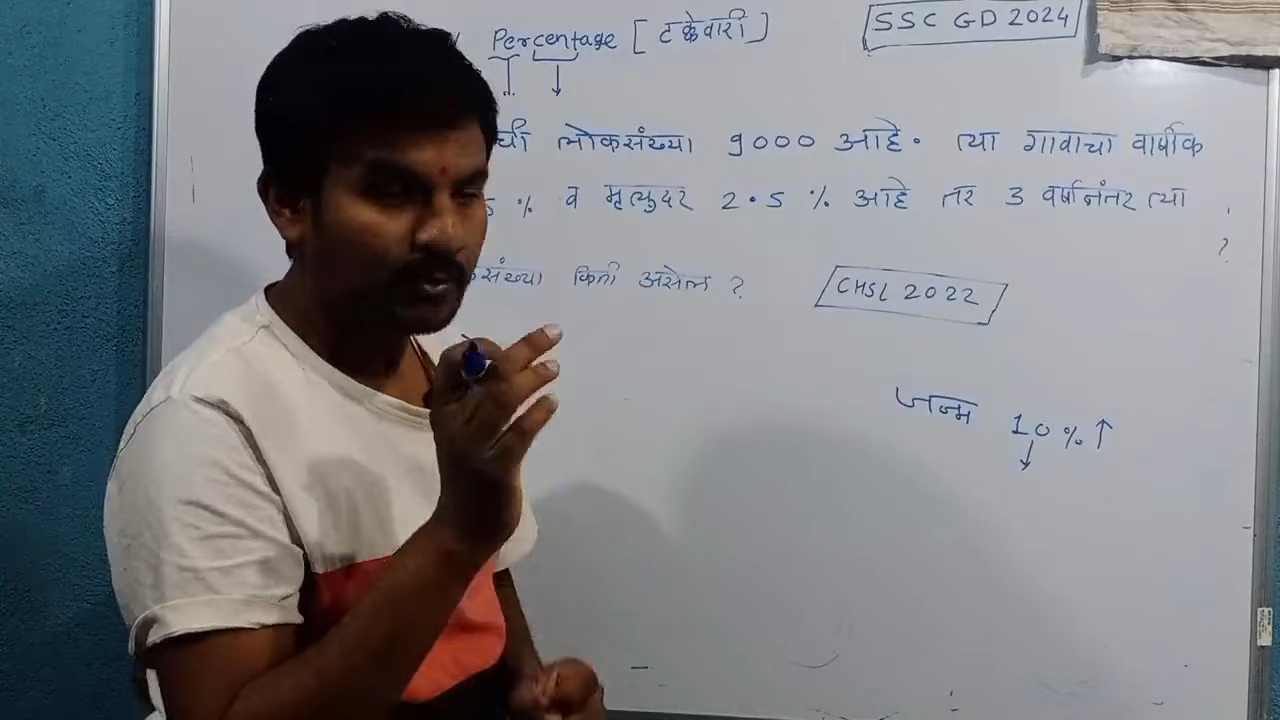 Percentage [ टक्केवारी ]
SSC GD 2024
ची लोकसंख्या 9000 आहे. त्या गावाचा वार्षीक
5 % व मृत्युदर 2.5 % आहे तर 3 वर्षानंतर त्या
?
संख्या किती असेल ?
CHSL 2022
जन्म 10 % ↑